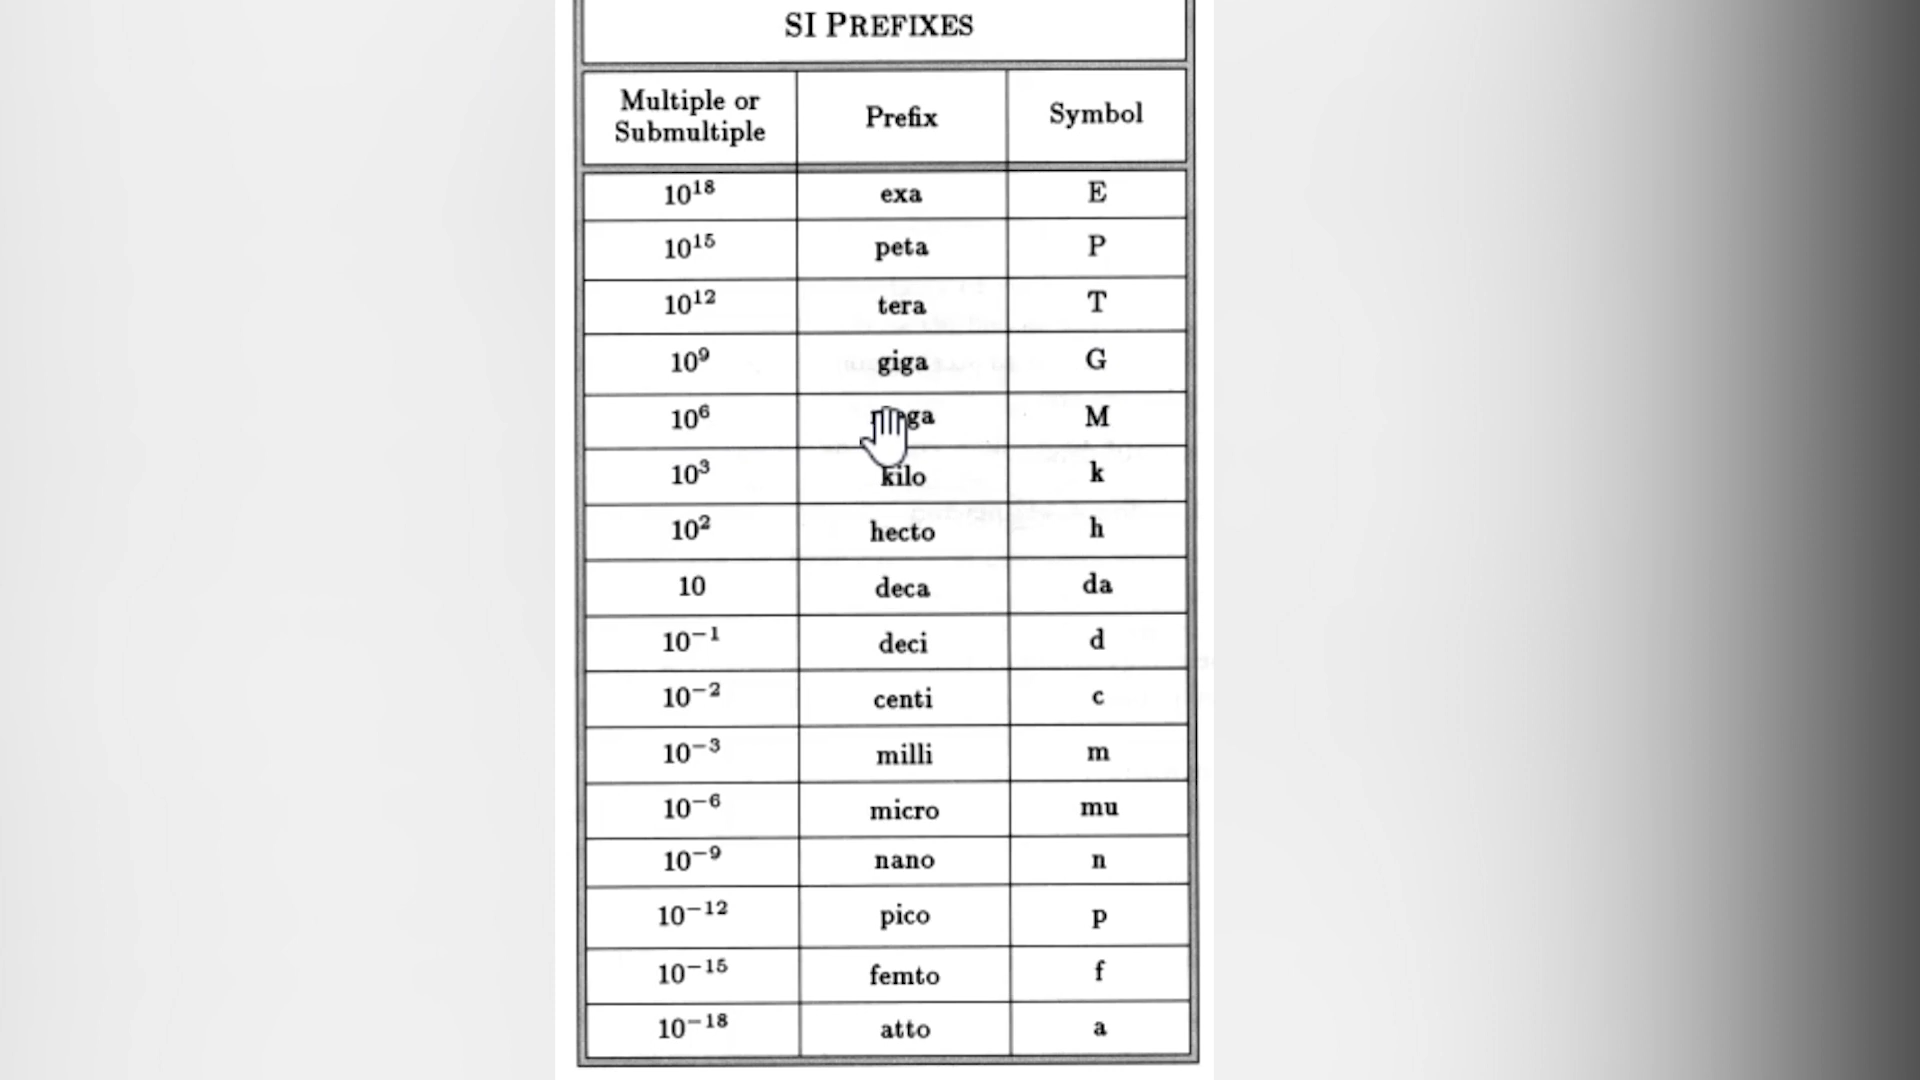 SI PREFIXES
Multiple or Submultiple Prefix Symbol
10¹⁸ exa E
10¹⁵ peta P
10¹² tera T
10⁹ giga G
10⁶ mega M
10³ kilo k
10² hecto h
10 deca da
10⁻¹ deci d
10⁻² centi c
10⁻³ milli m
10⁻⁶ micro mu
10⁻⁹ nano n
10⁻¹² pico p
10⁻¹⁵ femto f
10⁻¹⁸ atto a